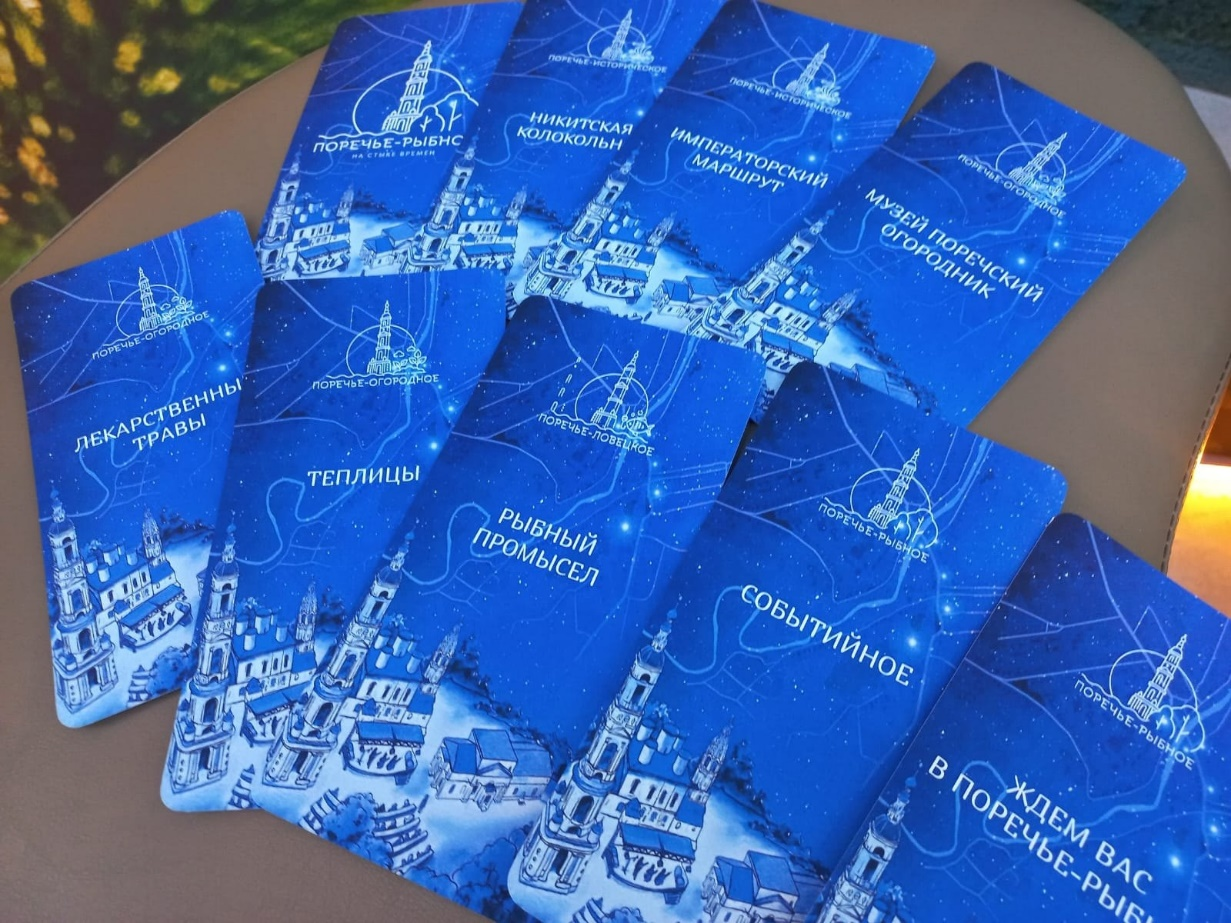 ПОРЕЧЬЕ-РЫБНО
НА СТЫКЕ ВРЕМЕН
ПОРЕЧЬЕ-ИСТОРИЧЕСКОЕ
НИКИТСКАЯ
КОЛОКОЛЬН
ПОРЕЧЬЕ-ИСТОРИЧЕСКОЕ
ИМПЕРАТОРСКИЙ
МАРШРУТ
ПОРЕЧЬЕ-ОГОРОДНОЕ
МУЗЕЙ ПОРЕЧСКИЙ
ОГОРОДНИК
ПОРЕЧЬЕ-ОГОРОДНОЕ
ЛЕКАРСТВЕННЫ
ТРАВЫ
ПОРЕЧЬЕ-ОГОРОДНОЕ
ТЕПЛИЦЫ
ПОРЕЧЬЕ-ЛОВЕЦКОЕ
РЫБНЫЙ
ПРОМЫСЕЛ
ПОРЕЧЬЕ-РЫБНОЕ
СОБЫТИЙНОЕ
ПОРЕЧЬЕ-РЫБНОЕ
ЖДЕМ ВАС
В ПОРЕЧЬЕ-РЫБ